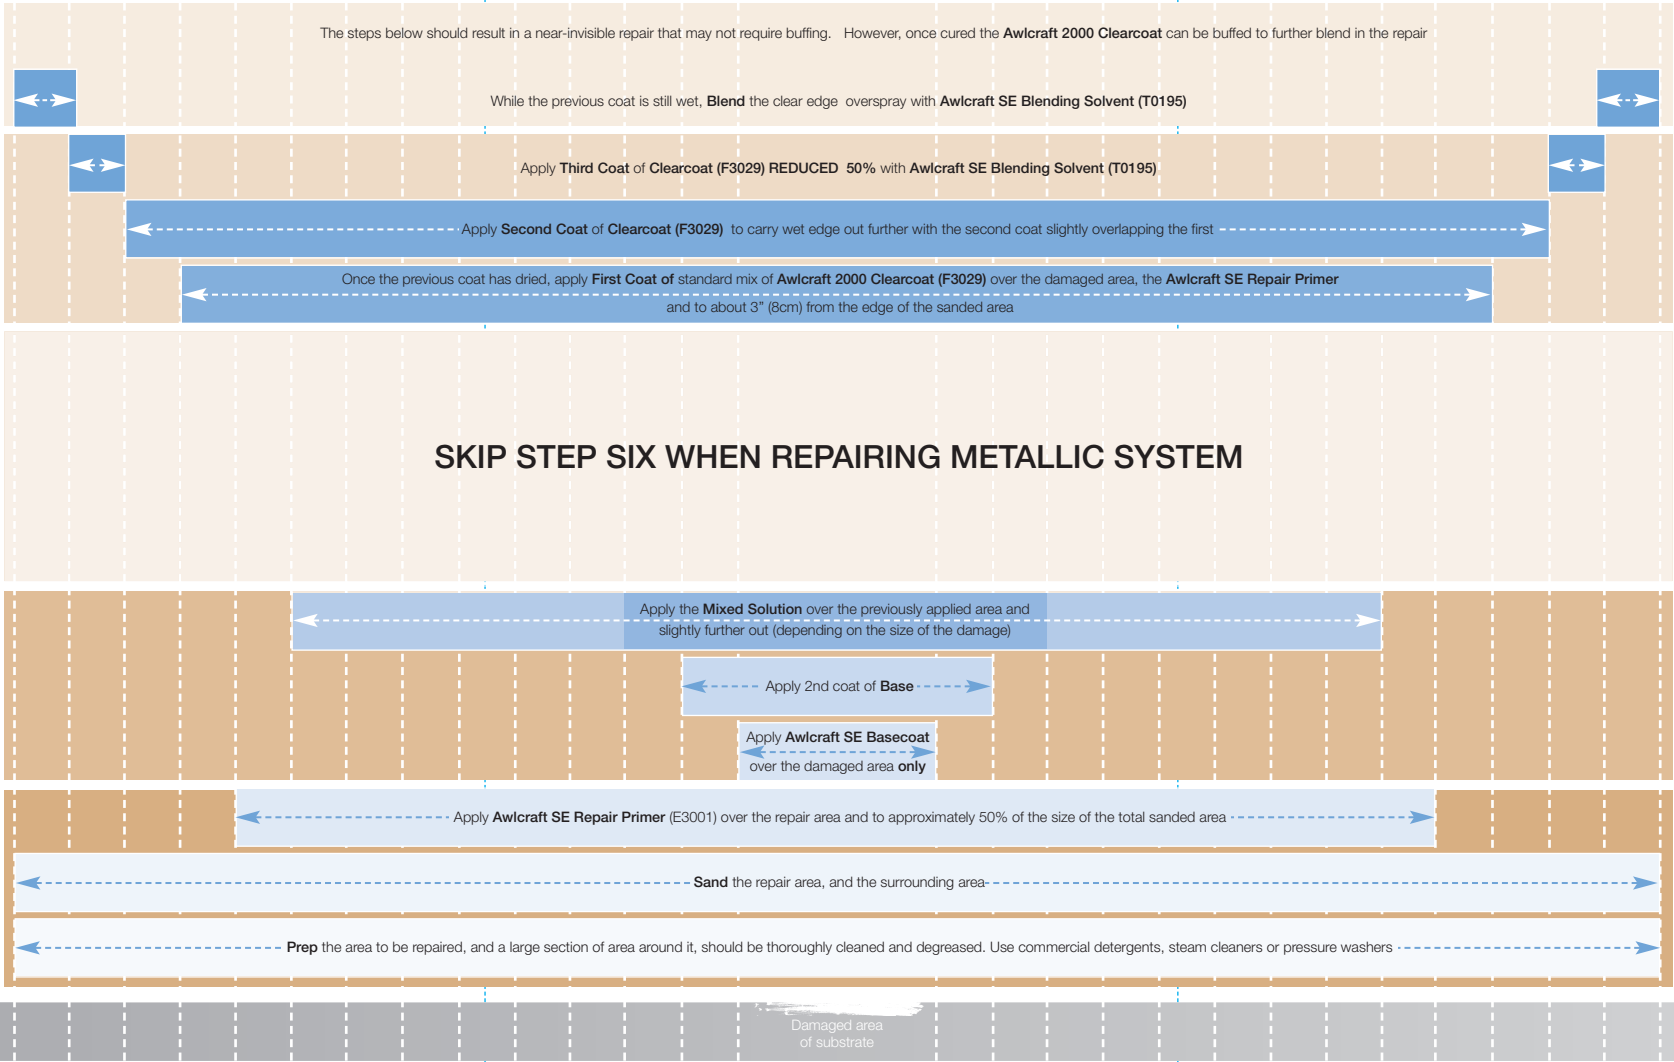 The steps below should result in a near-invisible repair that may not require buffing. However, once cured the Awlcraft 2000 Clearcoat can be buffed to further blend in the repair
While the previous coat is still wet, Blend the clear edge overspray with Awlcraft SE Blending Solvent (T0195)
Apply Third Coat of Clearcoat (F3029) REDUCED 50% with Awlcraft SE Blending Solvent (T0195)
Apply Second Coat of Clearcoat (F3029) to carry wet edge out further with the second coat slightly overlapping the first
Once the previous coat has dried, apply First Coat of standard mix of Awlcraft 2000 Clearcoat (F3029) over the damaged area, the Awlcraft SE Repair Primer
and to about 3” (8cm) from the edge of the sanded area
SKIP STEP SIX WHEN REPAIRING METALLIC SYSTEM
Apply the Mixed Solution over the previously applied area and
slightly further out (depending on the size of the damage)
Apply 2nd coat of Base
Apply Awlcraft SE Basecoat
over the damaged area only
Apply Awlcraft SE Repair Primer (E3001) over the repair area and to approximately 50% of the size of the total sanded area
Sand the repair area, and the surrounding area
Prep the area to be repaired, and a large section of area around it, should be thoroughly cleaned and degreased. Use commercial detergents, steam cleaners or pressure washers
Damaged area
of substrate